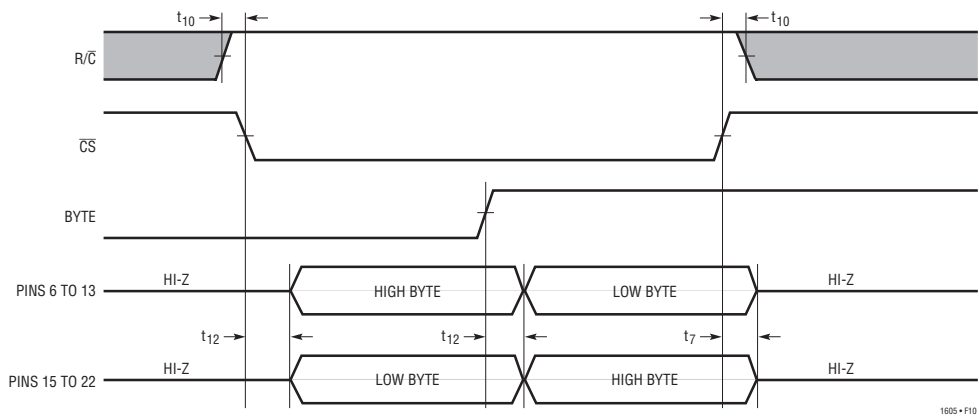 t10 t10
R/C̅
C̅S̅
BYTE
PINS 6 TO 13 HI-Z HIGH BYTE LOW BYTE HI-Z
t12 t12 t7
PINS 15 TO 22 HI-Z LOW BYTE HIGH BYTE HI-Z
1605 • F10